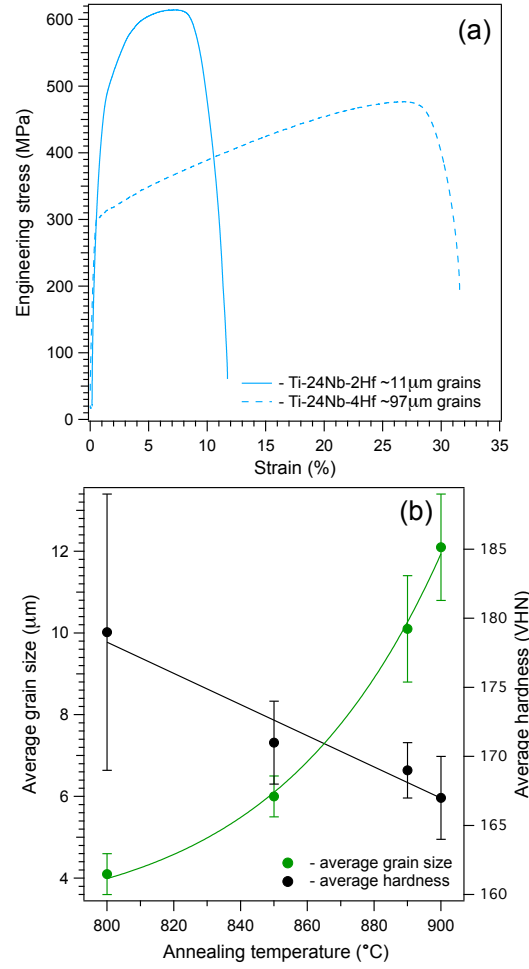 (a)
600
500
400
300
200
100
0
Engineering stress (MPa)
- Ti-24Nb-2Hf ~11μm grains
- Ti-24Nb-4Hf ~97μm grains
0 5 10 15 20 25 30 35
Strain (%)
(b)
12
10
8
6
4
Average grain size (μm)
185
180
175
170
165
160
Average hardness (VHN)
- average grain size
- average hardness
800 820 840 860 880 900
Annealing temperature (°C)